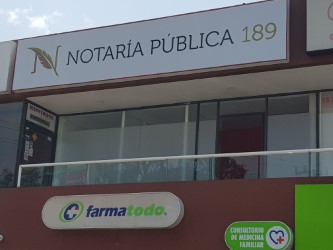 NOTARÍA PÚBLICA 189
farmatodo.
CONSULTORIO
DE MEDICINA
FAMILIAR